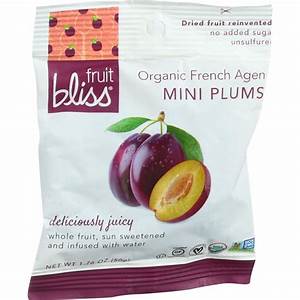 Dried fruit reinvented
no added suga
unsulfured
fruit
bliss
Organic French Agen
MINI PLUMS
deliciously juicy
whole fruit, sun sweetened
and infused with water
NET WT 1.76 OZ (50g)